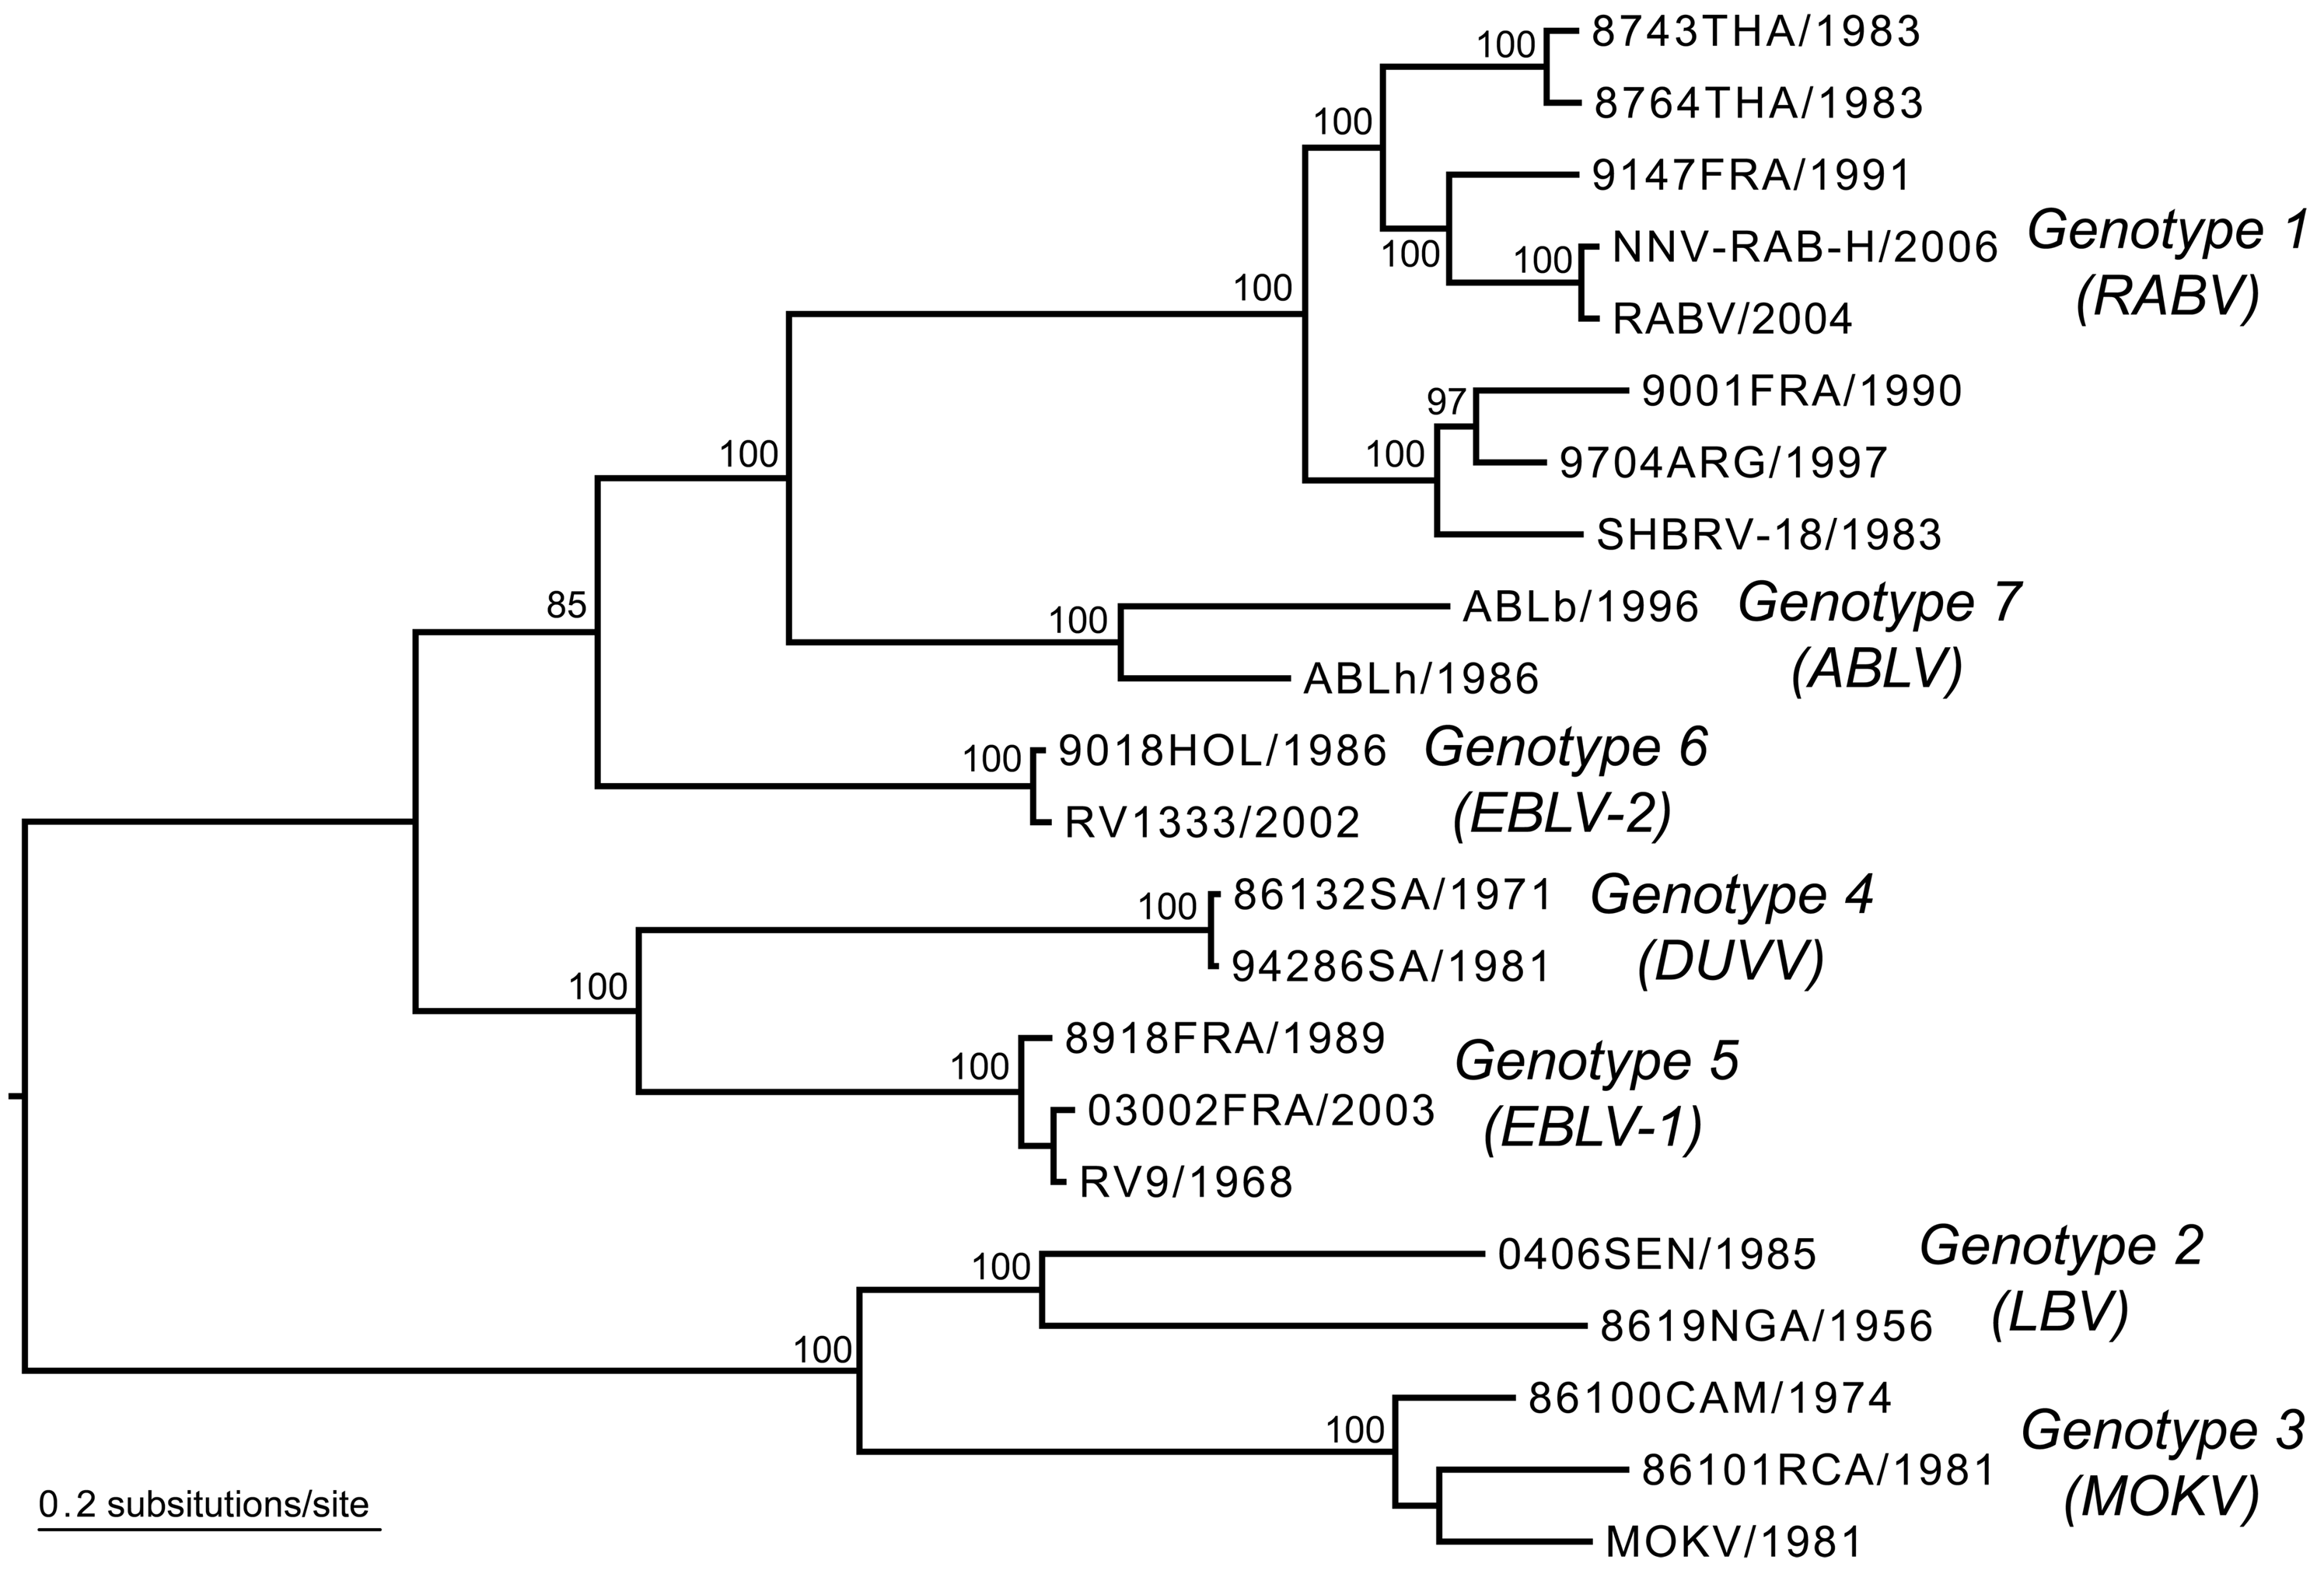 8743THA/1983
100
8764THA/1983
100
9147FRA/1991
NNV-RAB-H/2006
100
100
RABV/2004
Genotype 1
(RABV)
100
9001FRA/1990
97
9704ARG/1997
100
SHBRV-18/1983
100
ABLb/1996
100
ABLh/1986
Genotype 7
(ABLV)
85
9018HOL/1986
100
RV1333/2002
Genotype 6
(EBLV-2)
86132SA/1971
100
94286SA/1981
Genotype 4
(DUVV)
100
8918FRA/1989
100
03002FRA/2003
RV9/1968
Genotype 5
(EBLV-1)
0406SEN/1985
100
8619NGA/1956
Genotype 2
(LBV)
100
86100CAM/1974
100
86101RCA/1981
MOKV/1981
Genotype 3
(MOKV)
0.2 subsitutions/site